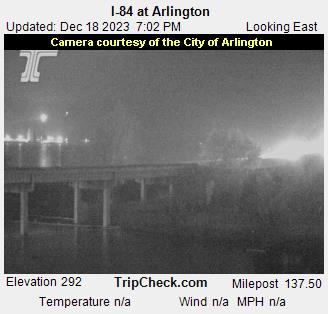 I-84 at Arlington
Updated: Dec 18 2023 7:02 PM Looking East
Camera courtesy of the City of Arlington
Elevation 292 TripCheck.com Milepost 137.50
Temperature n/a Wind n/a MPH n/a